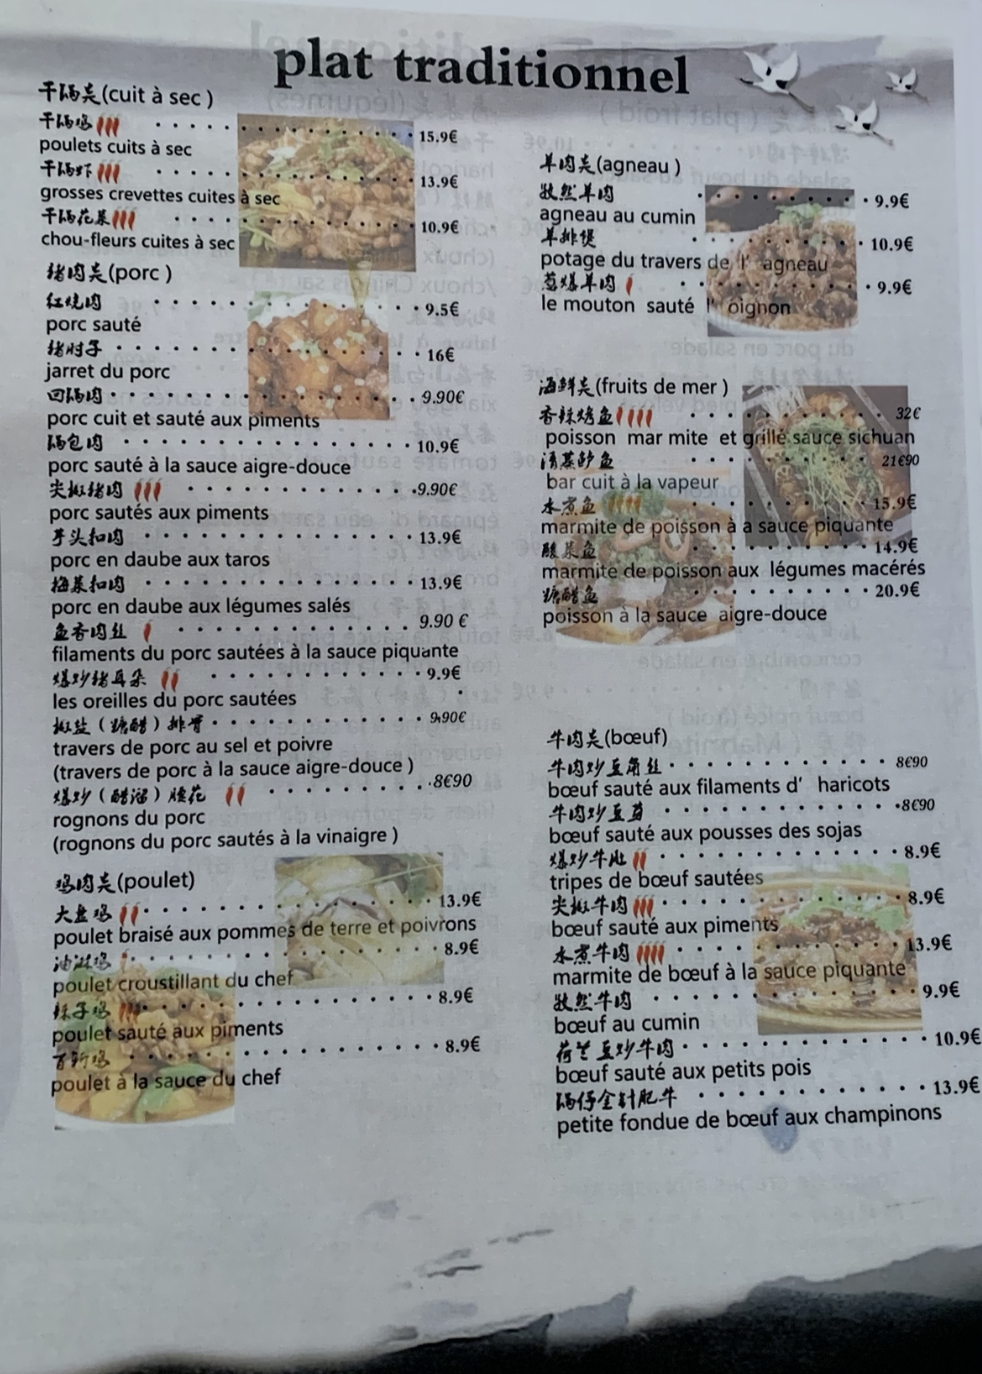 plat traditionnel
干锅类(cuit à sec )
干锅鸡 15.9€
poulets cuits à sec
干锅虾 13.9€
grosses crevettes cuites à sec
干锅花菜 10.9€
chou-fleurs cuites à sec
猪肉类(porc )
红烧肉 9.5€
porc sauté
猪肘子 16€
jarret du porc
回锅肉 9.90€
porc cuit et sauté aux piments
锅包肉 10.9€
porc sauté à la sauce aigre-douce
尖椒猪肉 9.90€
porc sautés aux piments
芋头扣肉 13.9€
porc en daube aux taros
梅菜扣肉 13.9€
porc en daube aux légumes salés
鱼香肉丝 9.90 €
filaments du porc sautées à la sauce piquante
爆炒猪耳朵 9.9€
les oreilles du porc sautées
椒盐(糖醋)排骨 9.90€
travers de porc au sel et poivre
(travers de porc à la sauce aigre-douce )
爆炒(醋溜)腰花 8€90
rognons du porc
(rognons du porc sautés à la vinaigre )
鸡肉类(poulet)
大盘鸡 13.9€
poulet braisé aux pommes de terre et poivrons
油淋鸡 8.9€
poulet croustillant du chef
辣子鸡 8.9€
poulet sauté aux piments
8.9€
poulet à la sauce du chef
羊肉类(agneau )
孜然羊肉 9.9€
agneau au cumin
羊排煲 10.9€
potage du travers de l' agneau
葱爆羊肉 9.9€
le mouton sauté l' oignon
海鲜类(fruits de mer )
香辣烤鱼 32€
poisson mar mite et grillé sauce sichuan
清蒸鲈鱼 21€90
bar cuit à la vapeur
水煮鱼 15.9€
marmite de poisson à a sauce piquante
酸菜鱼 14.9€
marmite de poisson aux légumes macérés
糖醋鱼 20.9€
poisson à la sauce aigre-douce
牛肉类(bœuf)
牛肉炒豆角丝 8€90
bœuf sauté aux filaments d' haricots
牛肉炒豆芽 8€90
bœuf sauté aux pousses des sojas
爆炒牛肚 8.9€
tripes de bœuf sautées
尖椒牛肉 8.9€
bœuf sauté aux piments
水煮牛肉 13.9€
marmite de bœuf à la sauce piquante
孜然牛肉 9.9€
bœuf au cumin
荷兰豆炒牛肉 10.9€
bœuf sauté aux petits pois
锅仔金针肥牛 13.9€
petite fondue de bœuf aux champinons